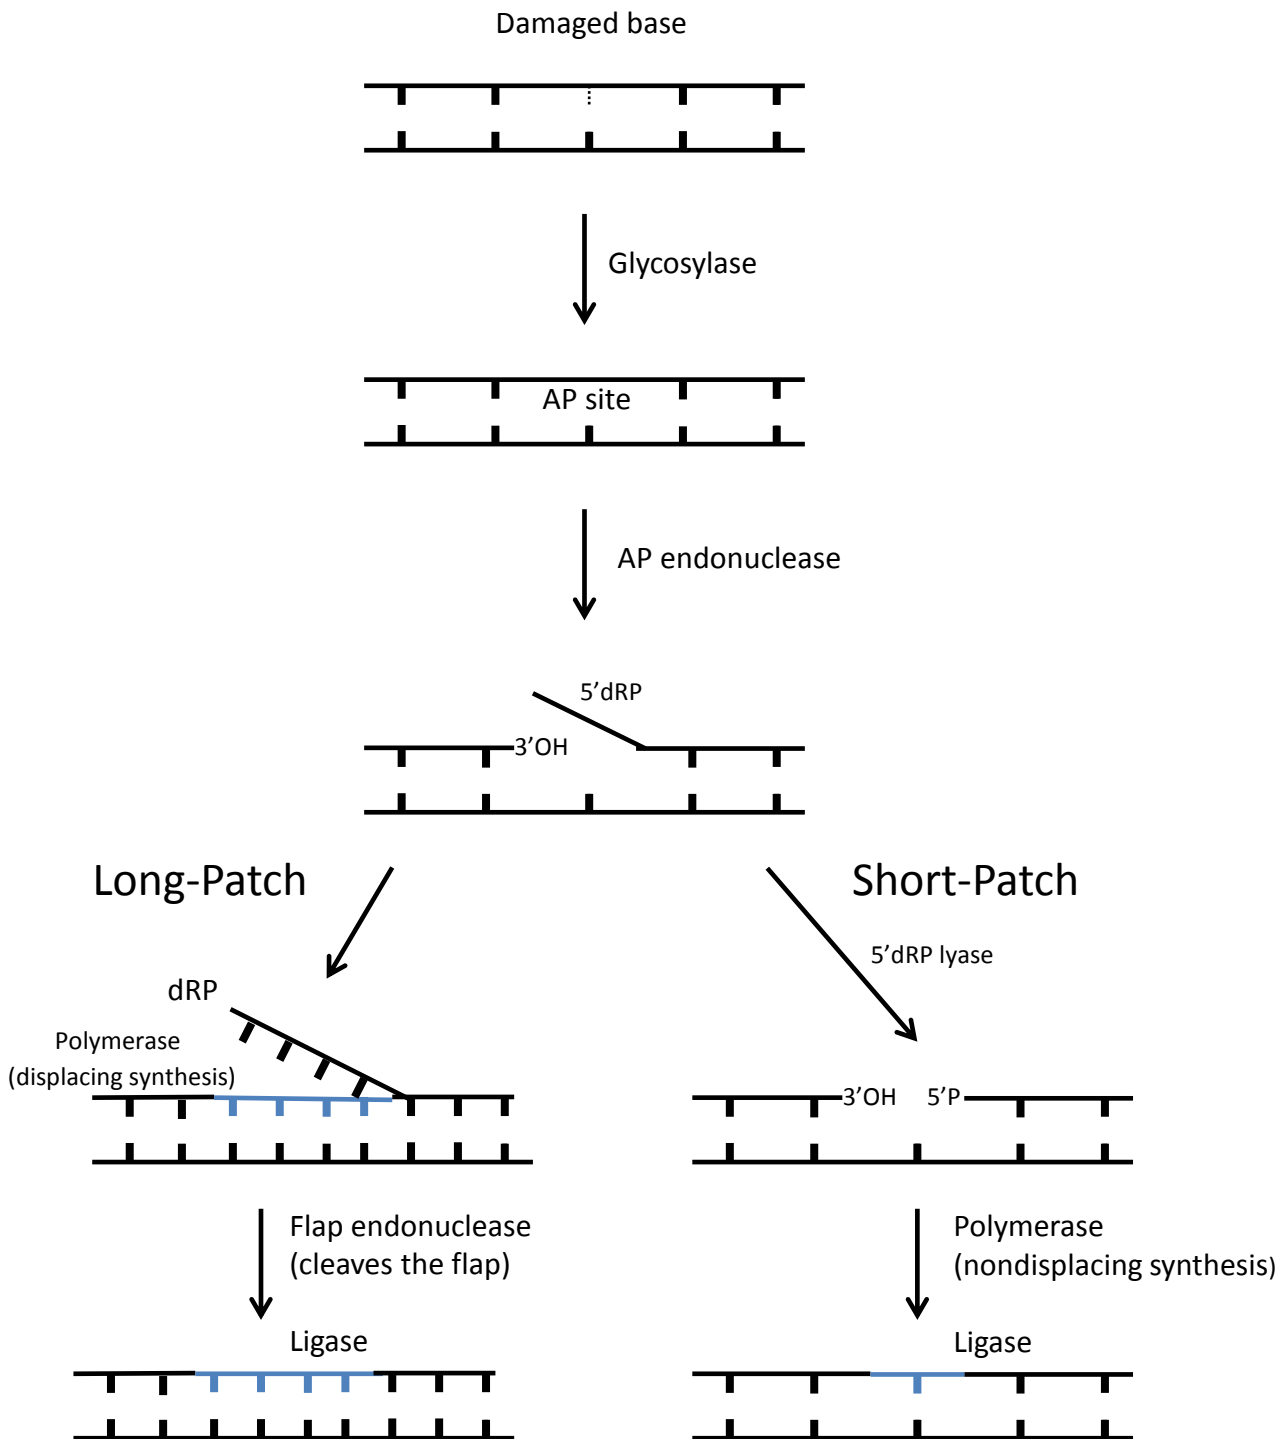 Damaged base
Glycosylase
AP site
AP endonuclease
5’dRP
3’OH
Long-Patch
Short-Patch
5’dRP lyase
dRP
Polymerase
(displacing synthesis)
3’OH
5’P
Flap endonuclease
(cleaves the flap)
Polymerase
(nondisplacing synthesis)
Ligase
Ligase